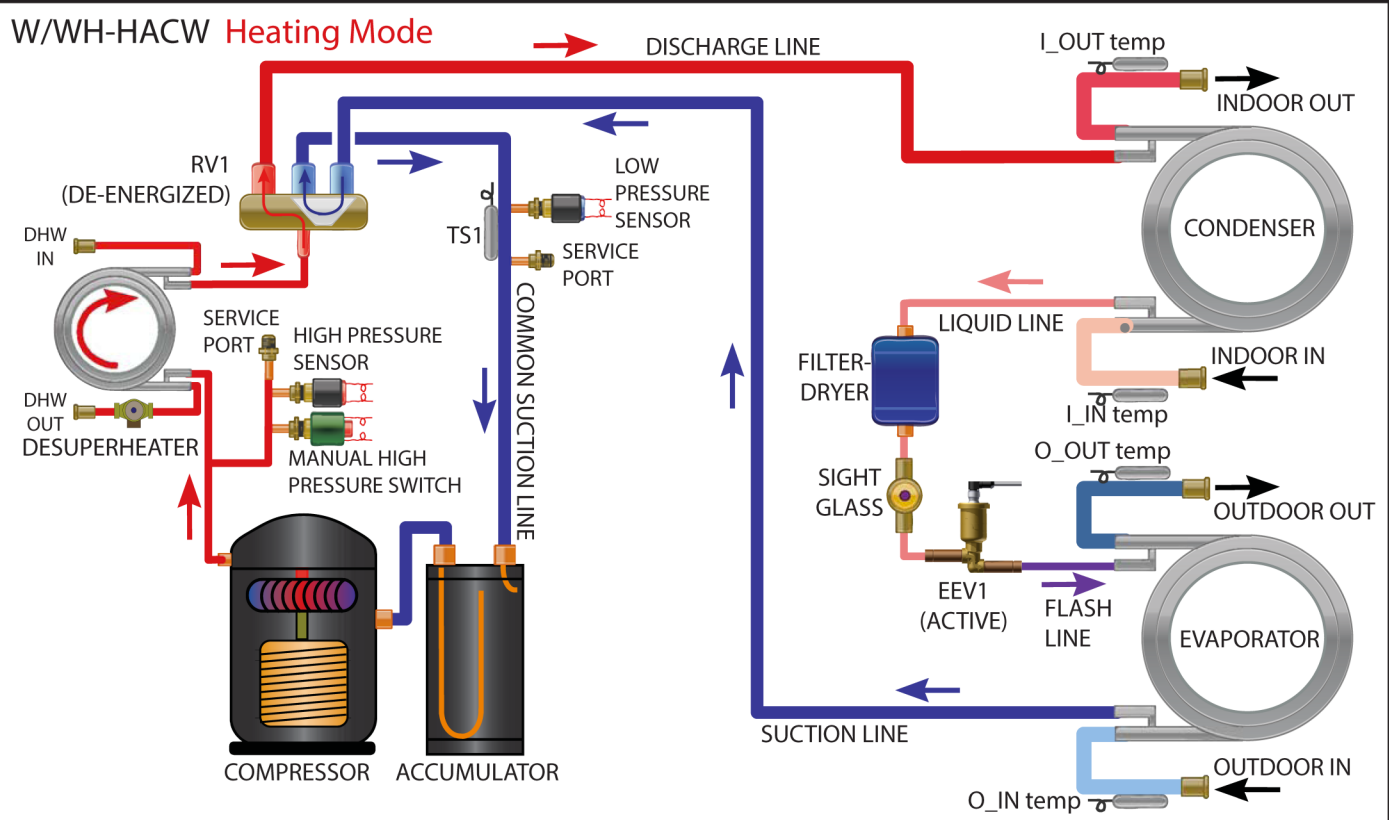 W/WH-HACW Heating Mode
DISCHARGE LINE
I_OUT temp
INDOOR OUT
RV1
(DE-ENERGIZED)
LOW
PRESSURE
SENSOR
TS1
SERVICE
PORT
CONDENSER
DHW
IN
SERVICE
PORT
HIGH PRESSURE
SENSOR
DHW
OUT
DESUPERHEATER
MANUAL HIGH
PRESSURE SWITCH
COMMON SUCTION LINE
LIQUID LINE
FILTER-
DRYER
INDOOR IN
I_IN temp
O_OUT temp
SIGHT
GLASS
OUTDOOR OUT
EEV1
(ACTIVE)
FLASH
LINE
EVAPORATOR
SUCTION LINE
OUTDOOR IN
O_IN temp
COMPRESSOR
ACCUMULATOR